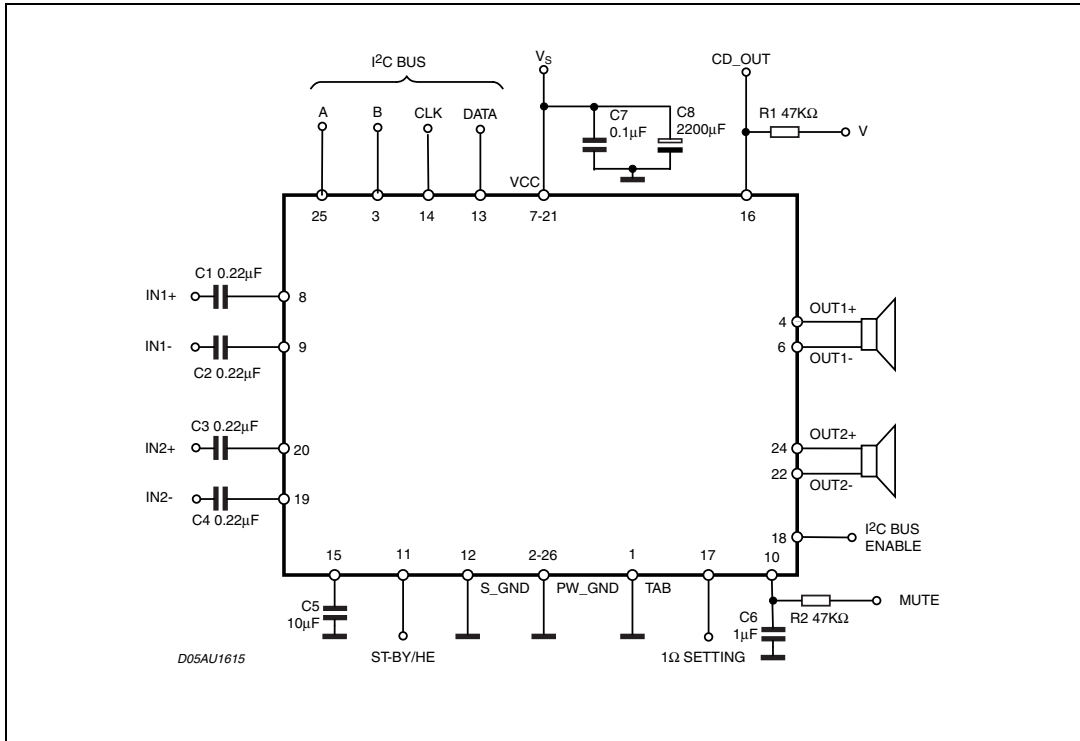 I²C BUS
A
B
CLK
DATA
VS
C7
0.1μF
C8
2200μF
CD_OUT
R1 47KΩ
V
VCC
25
3
14
13
7-21
16
C1 0.22μF
IN1+
8
IN1-
9
C2 0.22μF
C3 0.22μF
IN2+
20
IN2-
19
C4 0.22μF
4
OUT1+
6
OUT1-
24
OUT2+
22
OUT2-
18
I²C BUS
ENABLE
15
11
12
2-26
1
17
10
S_GND
PW_GND
TAB
C5
10μF
C6
1μF
R2 47KΩ
MUTE
ST-BY/HE
1Ω SETTING
D05AU1615